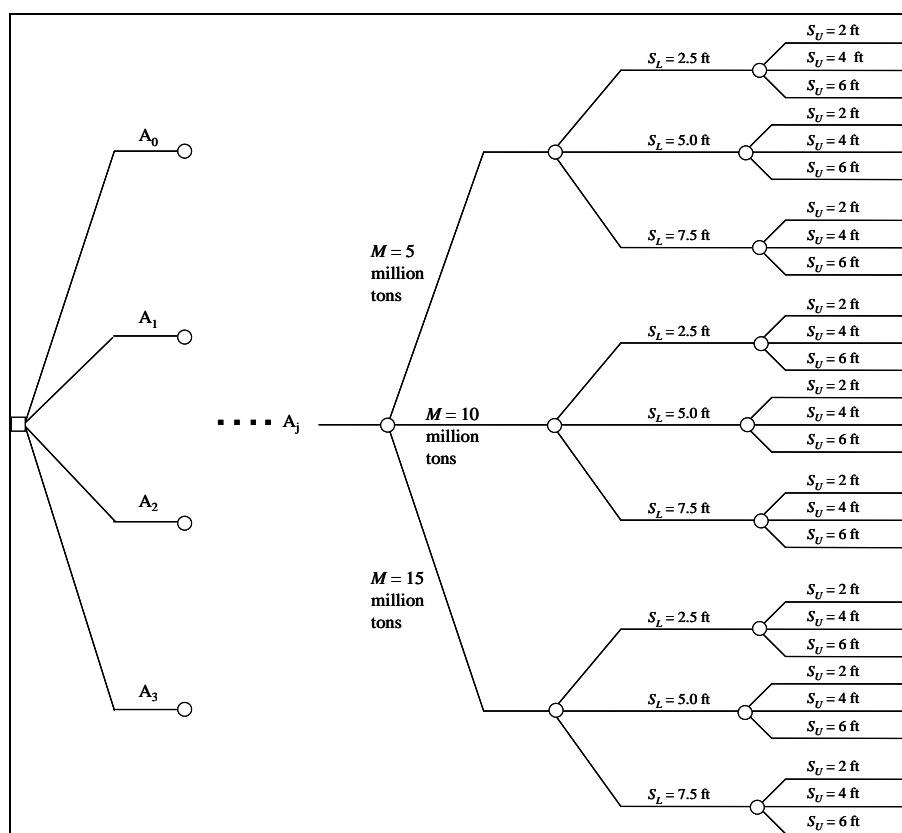 A0
A1
A2
A3
Aj
M = 5
million
tons
M = 10
million
tons
M = 15
million
tons
SL = 2.5 ft
SU = 2 ft
SU = 4 ft
SU = 6 ft
SL = 5.0 ft
SU = 2 ft
SU = 4 ft
SU = 6 ft
SL = 7.5 ft
SU = 2 ft
SU = 4 ft
SU = 6 ft
SL = 2.5 ft
SU = 2 ft
SU = 4 ft
SU = 6 ft
SL = 5.0 ft
SU = 2 ft
SU = 4 ft
SU = 6 ft
SL = 7.5 ft
SU = 2 ft
SU = 4 ft
SU = 6 ft
SL = 2.5 ft
SU = 2 ft
SU = 4 ft
SU = 6 ft
SL = 5.0 ft
SU = 2 ft
SU = 4 ft
SU = 6 ft
SL = 7.5 ft
SU = 2 ft
SU = 4 ft
SU = 6 ft